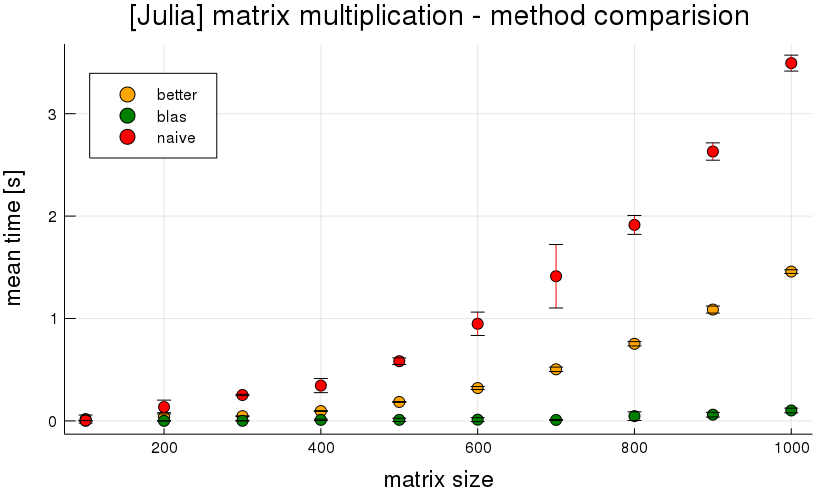 [Julia] matrix multiplication - method comparision
better
blas
naive
mean time [s]
3
2
1
0
200
400
600
800
1000
matrix size